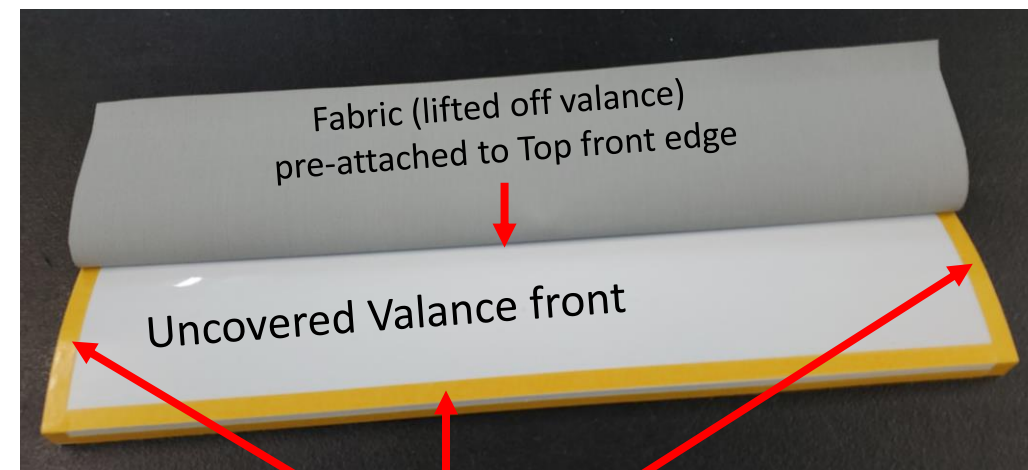 Fabric (lifted off valance)
pre-attached to Top front edge
Uncovered Valance front